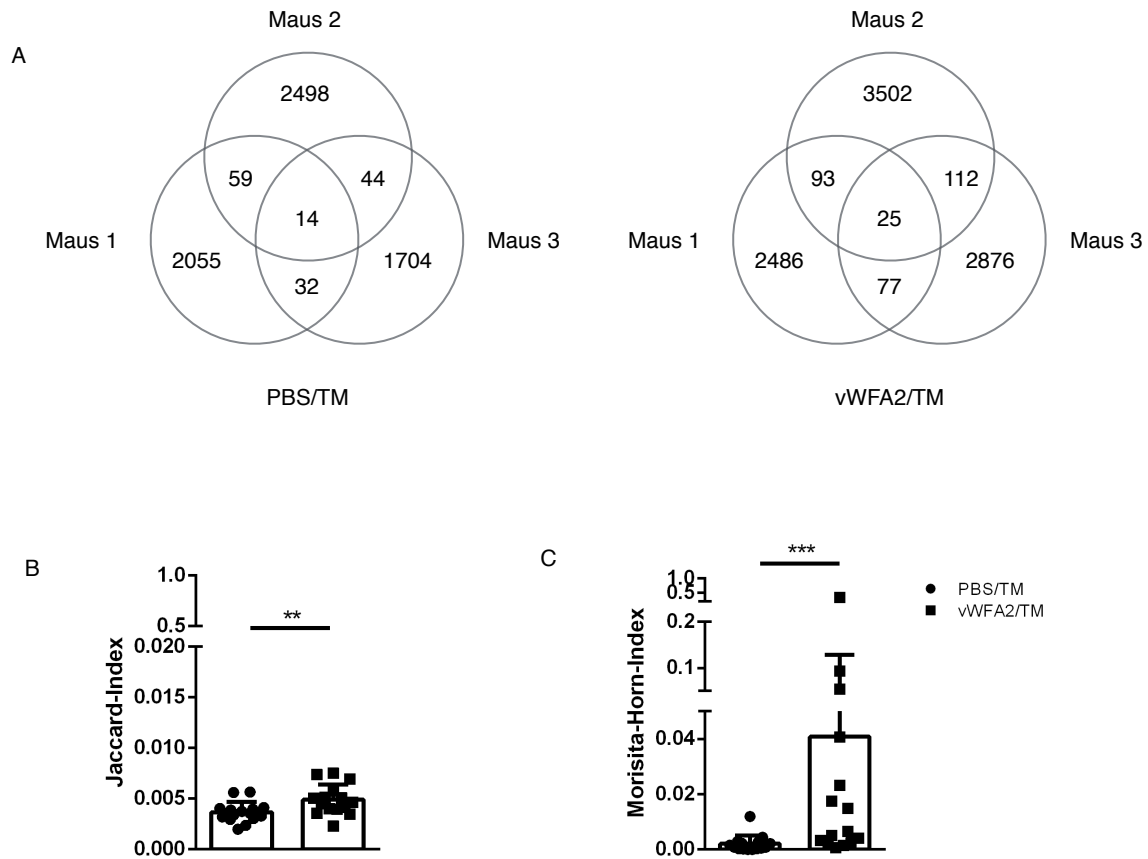 A
Maus 2
2498
59
44
14
Maus 1
Maus 3
2055
1704
32
PBS/TM
Maus 2
3502
93
112
25
Maus 1
Maus 3
2486
2876
77
vWFA2/TM
B
Jaccard-Index
1.0
0.5
0.020
0.015
0.010
0.005
0.000
**
C
Morisita-Horn-Index
1.0
0.5
0.2
0.1
0.04
0.02
0.00
***
PBS/TM
vWFA2/TM